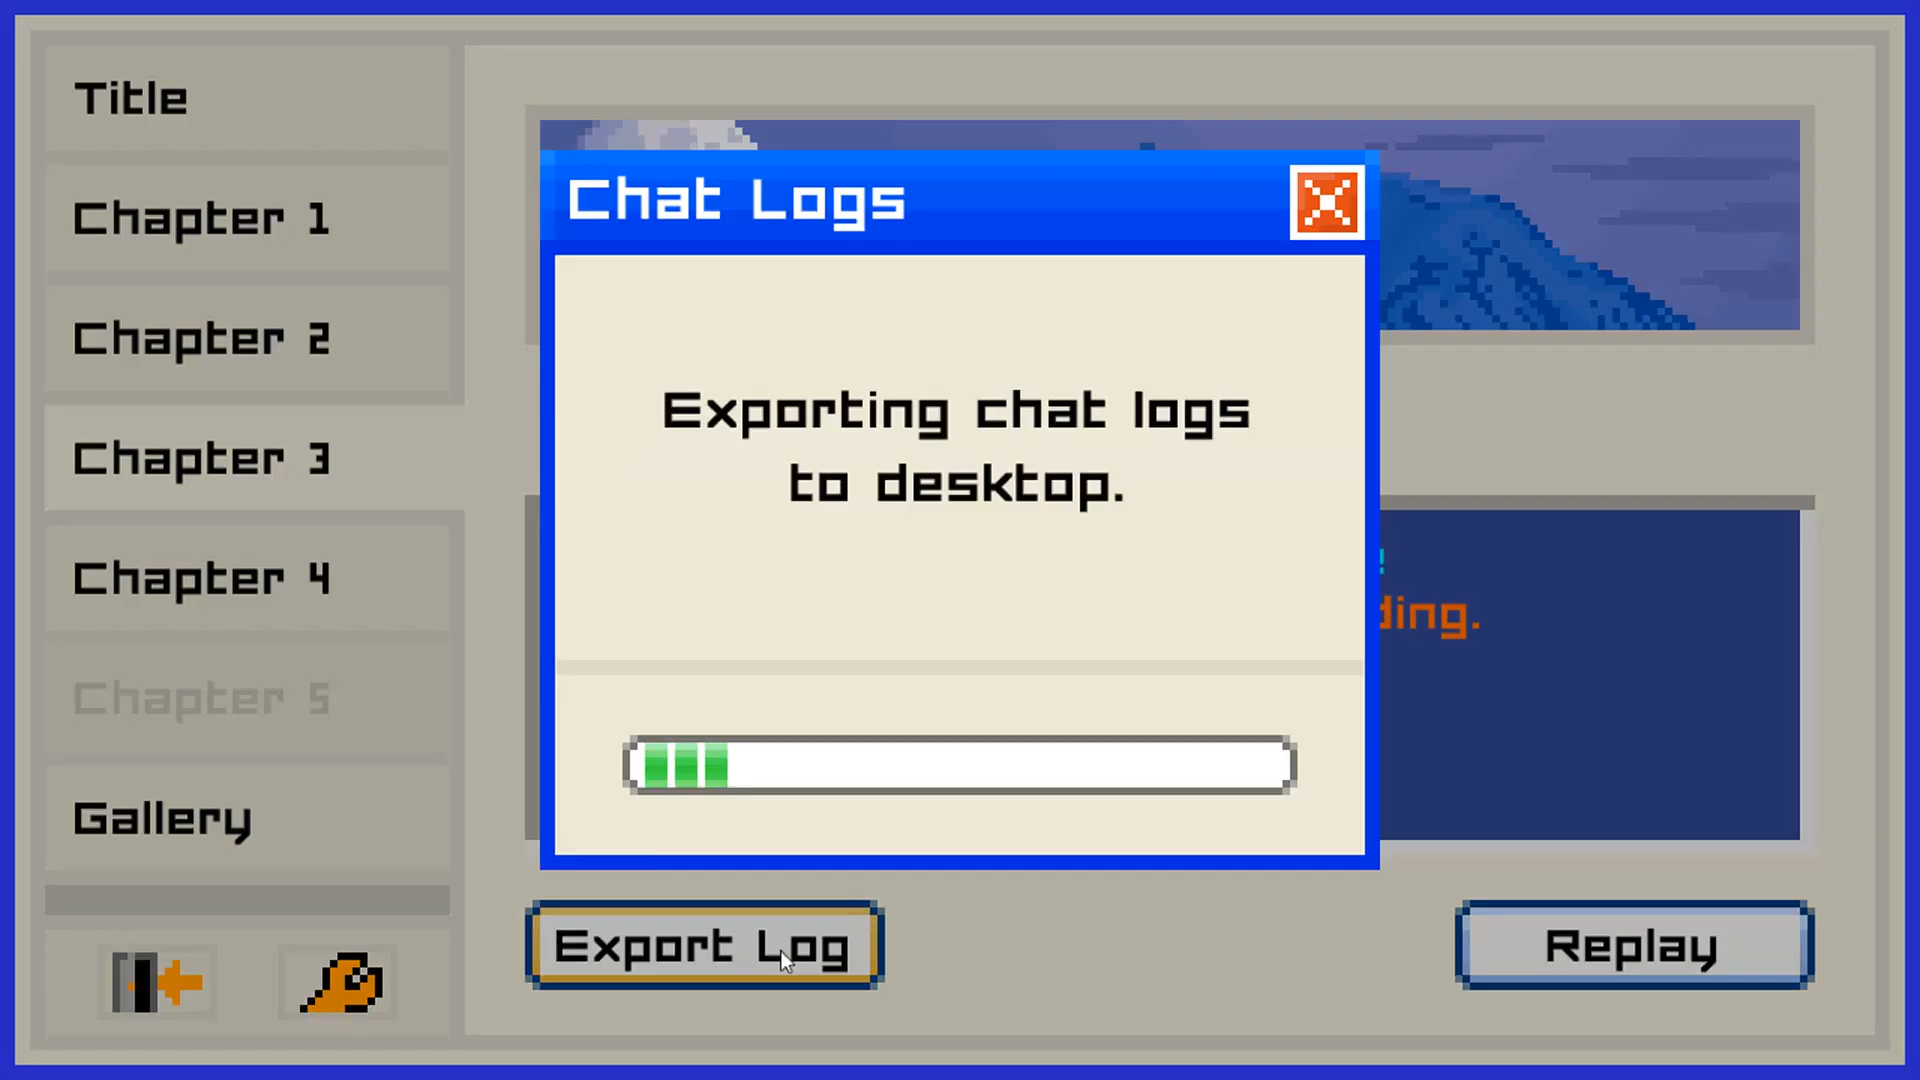 Title
Chapter 1
Chapter 2
Chapter 3
Chapter 4
Chapter 5
Gallery
Chat Logs
Exporting chat logs
to desktop.
!
ding.
Export Log
Replay